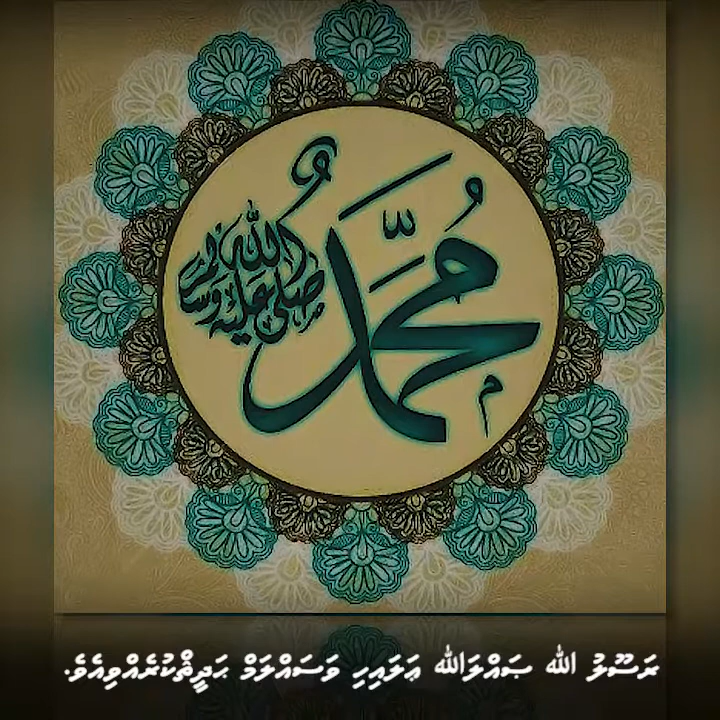 محمد
صلى الله عليه وسلم
ރަސޫލު ﷲ ޞައްލަﷲ ޢަލައިހި ވަސައްލަމް ޙަދީޘްކުރެއްވިއެވެ.